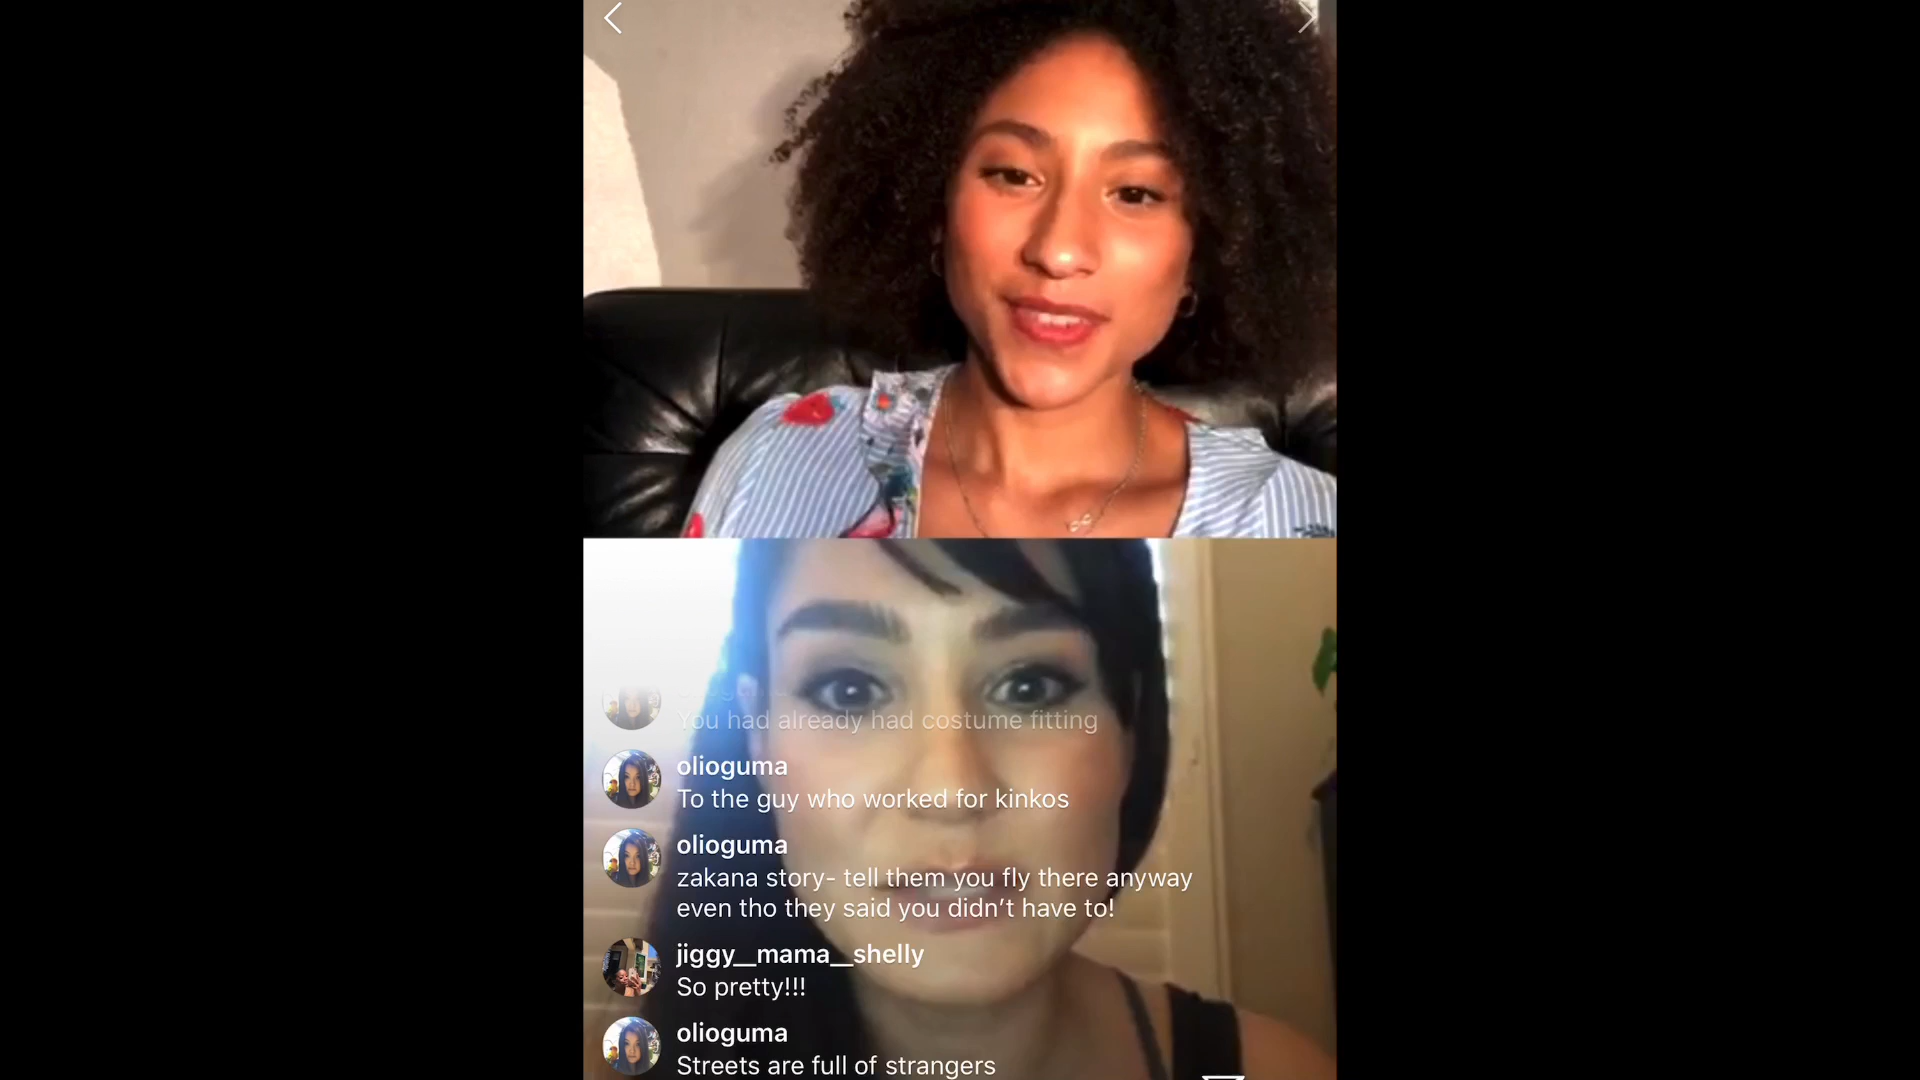 You had already had costume fitting
olioguma
To the guy who worked for kinkos
olioguma
zakana story- tell them you fly there anyway
even tho they said you didn’t have to!
jiggy__mama__shelly
So pretty!!!
olioguma
Streets are full of strangers